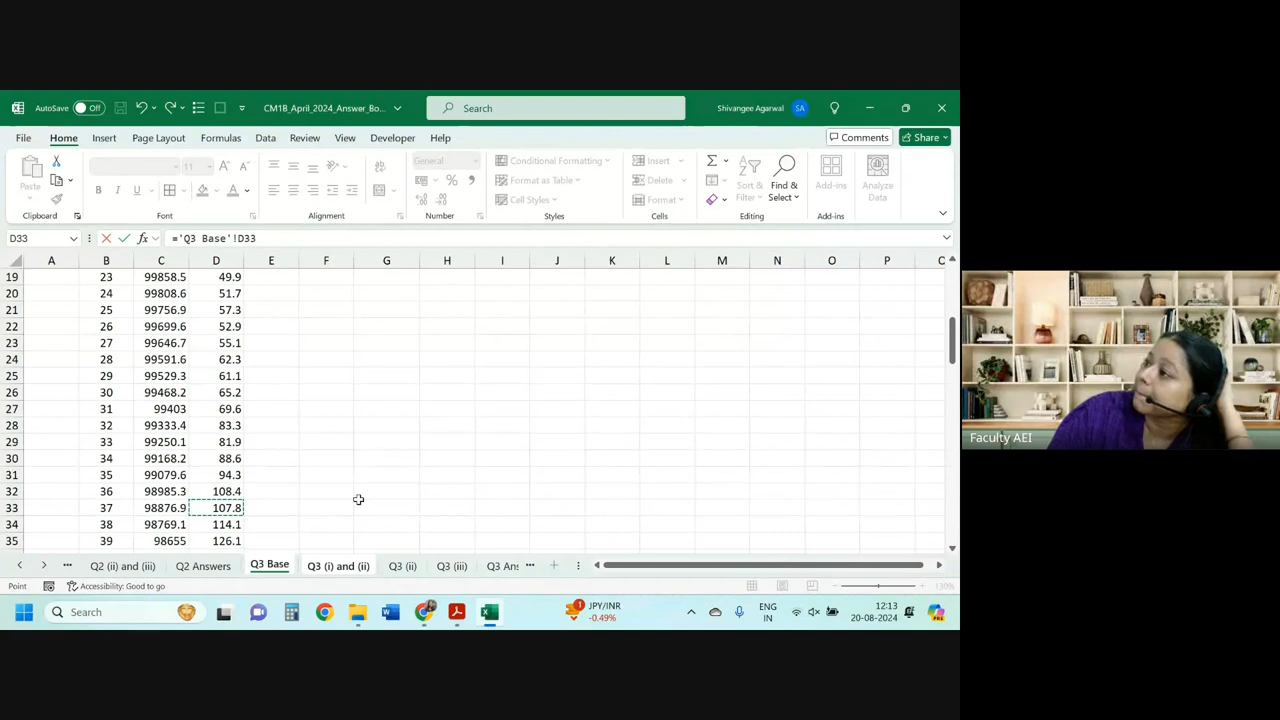 AutoSave Off CM1B_April_2024_Answer_Bo... Search Shivangee Agarwal SA
File Home Insert Page Layout Formulas Data Review View Developer Help Comments Share
Paste 11 General Conditional Formatting Insert
Format as Table Delete
Cell Styles Format Sort & Filter Find & Select Add-ins Analyze Data
Clipboard Font Alignment Number Styles Cells Editing Add-ins
D33 fx ='Q3 Base'!D33
A B C D E F G H I J K L M N O P
19 23 99858.5 49.9
20 24 99808.6 51.7
21 25 99756.9 57.3
22 26 99699.6 52.9
23 27 99646.7 55.1
24 28 99591.6 62.3
25 29 99529.3 61.1
26 30 99468.2 65.2
27 31 99403 69.6
28 32 99333.4 83.3
29 33 99250.1 81.9
30 34 99168.2 88.6
31 35 99079.6 94.3
32 36 98985.3 108.4
33 37 98876.9 107.8
34 38 98769.1 114.1
35 39 98655 126.1
Q2 (ii) and (iii) Q2 Answers Q3 Base Q3 (i) and (ii) Q3 (ii) Q3 (iii) Q3 Ans
Point Accessibility: Good to go 130%
Search 1 JPY/INR -0.49% ENG IN 12:13 20-08-2024
Faculty AEI